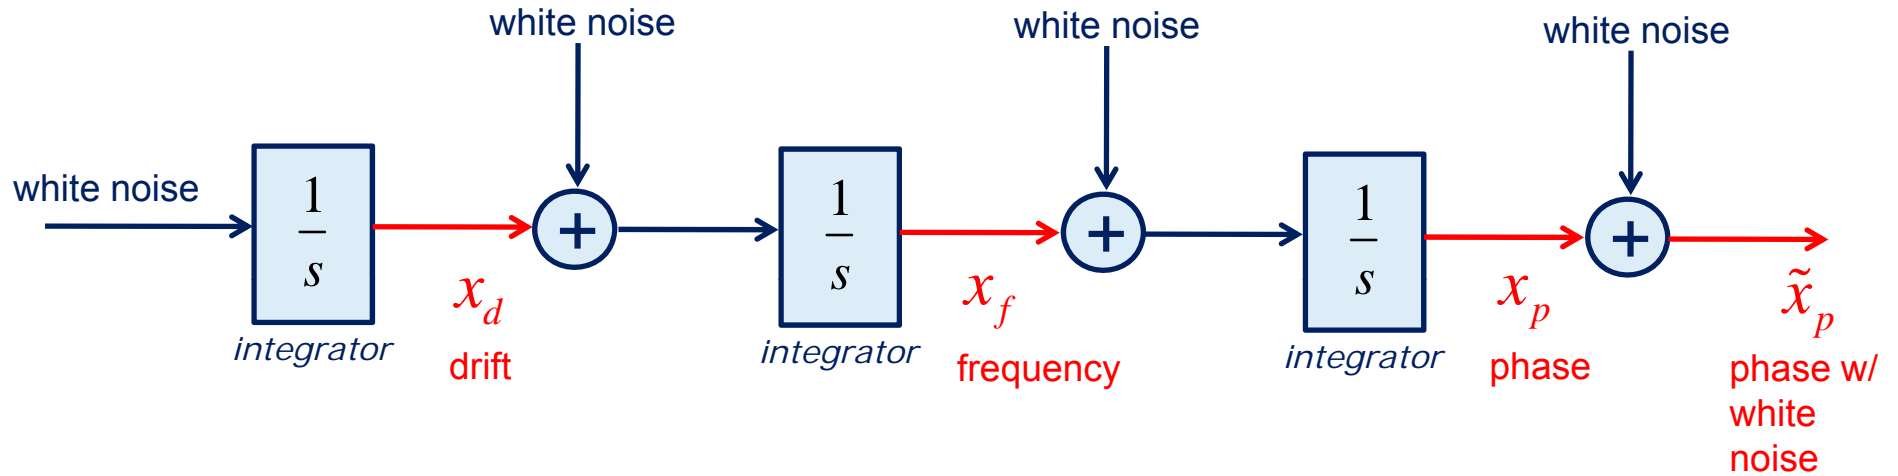 white noise
white noise
white noise
white noise
1
s
x_d
drift
integrator
+
1
s
x_f
frequency
integrator
+
1
s
x_p
phase
integrator
+
x̃_p
phase w/
white
noise